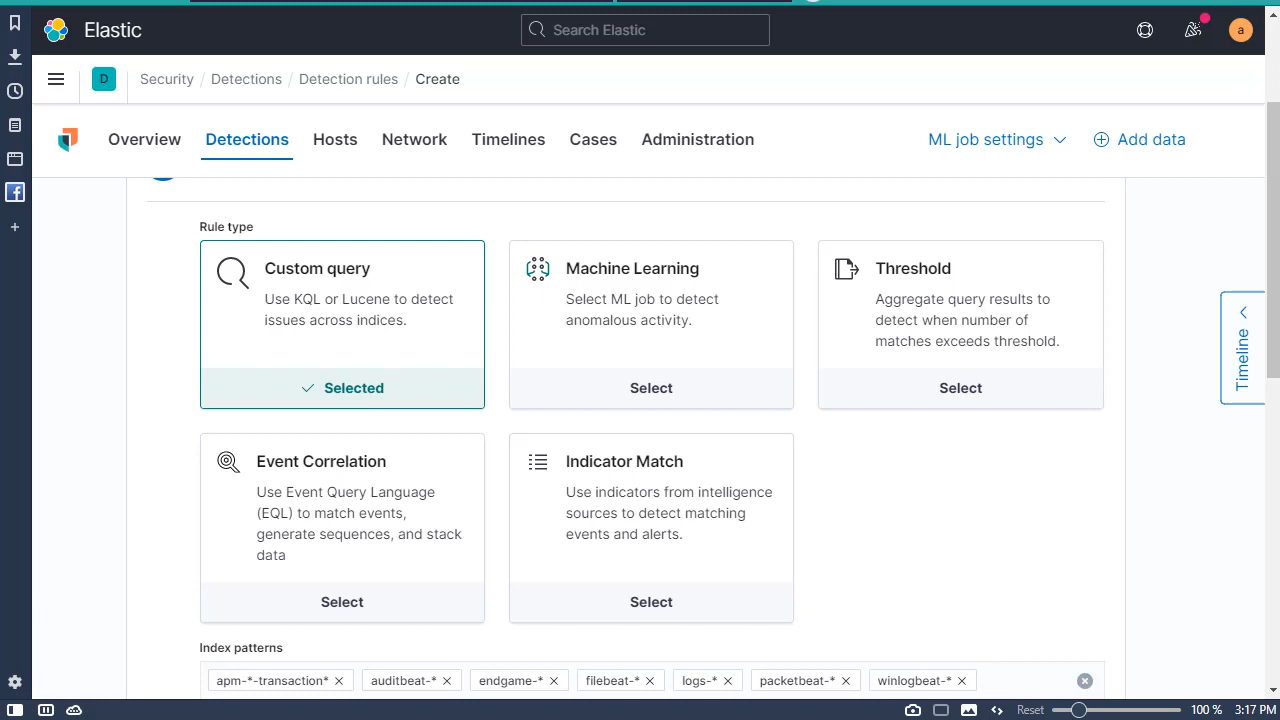 Elastic
Search Elastic
a
D
Security / Detections / Detection rules / Create
Overview Detections Hosts Network Timelines Cases Administration ML job settings Add data
Rule type
Custom query
Use KQL or Lucene to detect
issues across indices.
Selected
Machine Learning
Select ML job to detect
anomalous activity.
Select
Threshold
Aggregate query results to
detect when number of
matches exceeds threshold.
Select
Timeline
Event Correlation
Use Event Query Language
(EQL) to match events,
generate sequences, and stack
data
Select
Indicator Match
Use indicators from intelligence
sources to detect matching
events and alerts.
Select
Index patterns
apm-*-transaction* auditbeat-* endgame-* filebeat-* logs-* packetbeat-* winlogbeat-*
Reset 100 % 3:17 PM